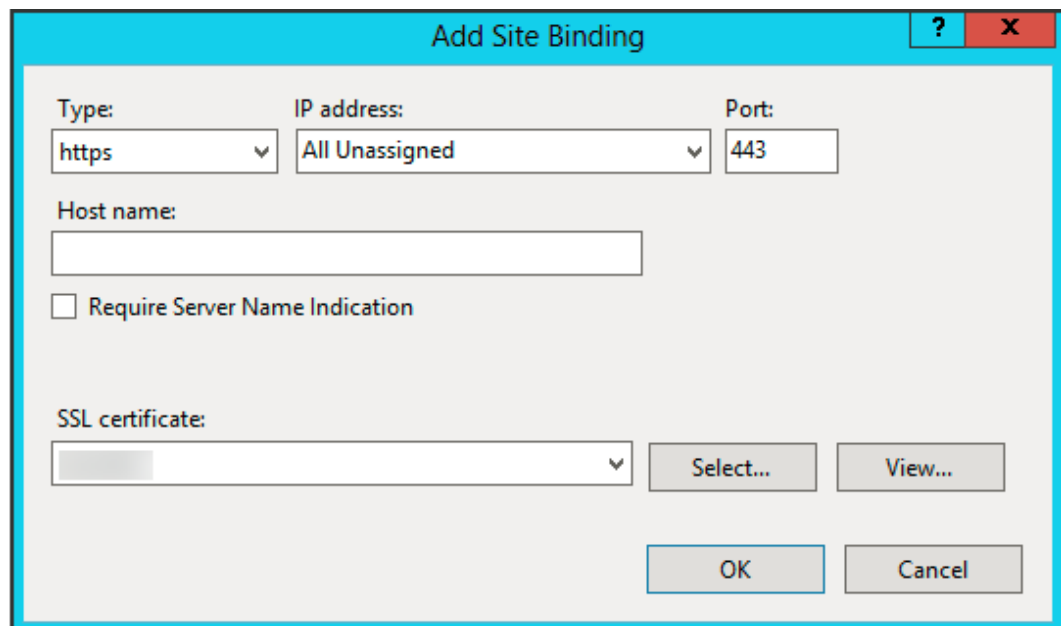 Add Site Binding
?
X
Type:
IP address:
Port:
https
All Unassigned
443
Host name:
Require Server Name Indication
SSL certificate:
Select...
View...
OK
Cancel